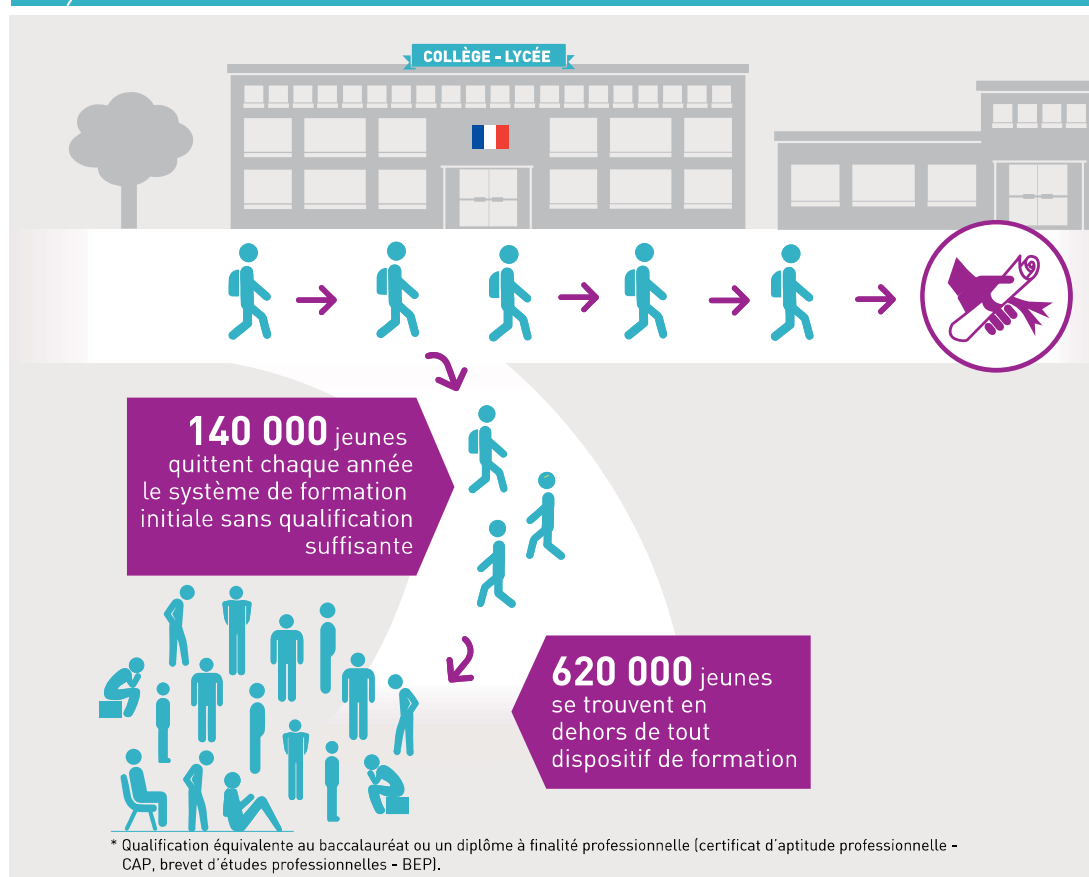 COLLÈGE - LYCÉE
140 000 jeunes
quittent chaque année
le système de formation
initiale sans qualification
suffisante
620 000 jeunes
se trouvent en
dehors de tout
dispositif de formation
* Qualification équivalente au baccalauréat ou un diplôme à finalité professionnelle (certificat d'aptitude professionnelle -
CAP, brevet d'études professionnelles - BEP).